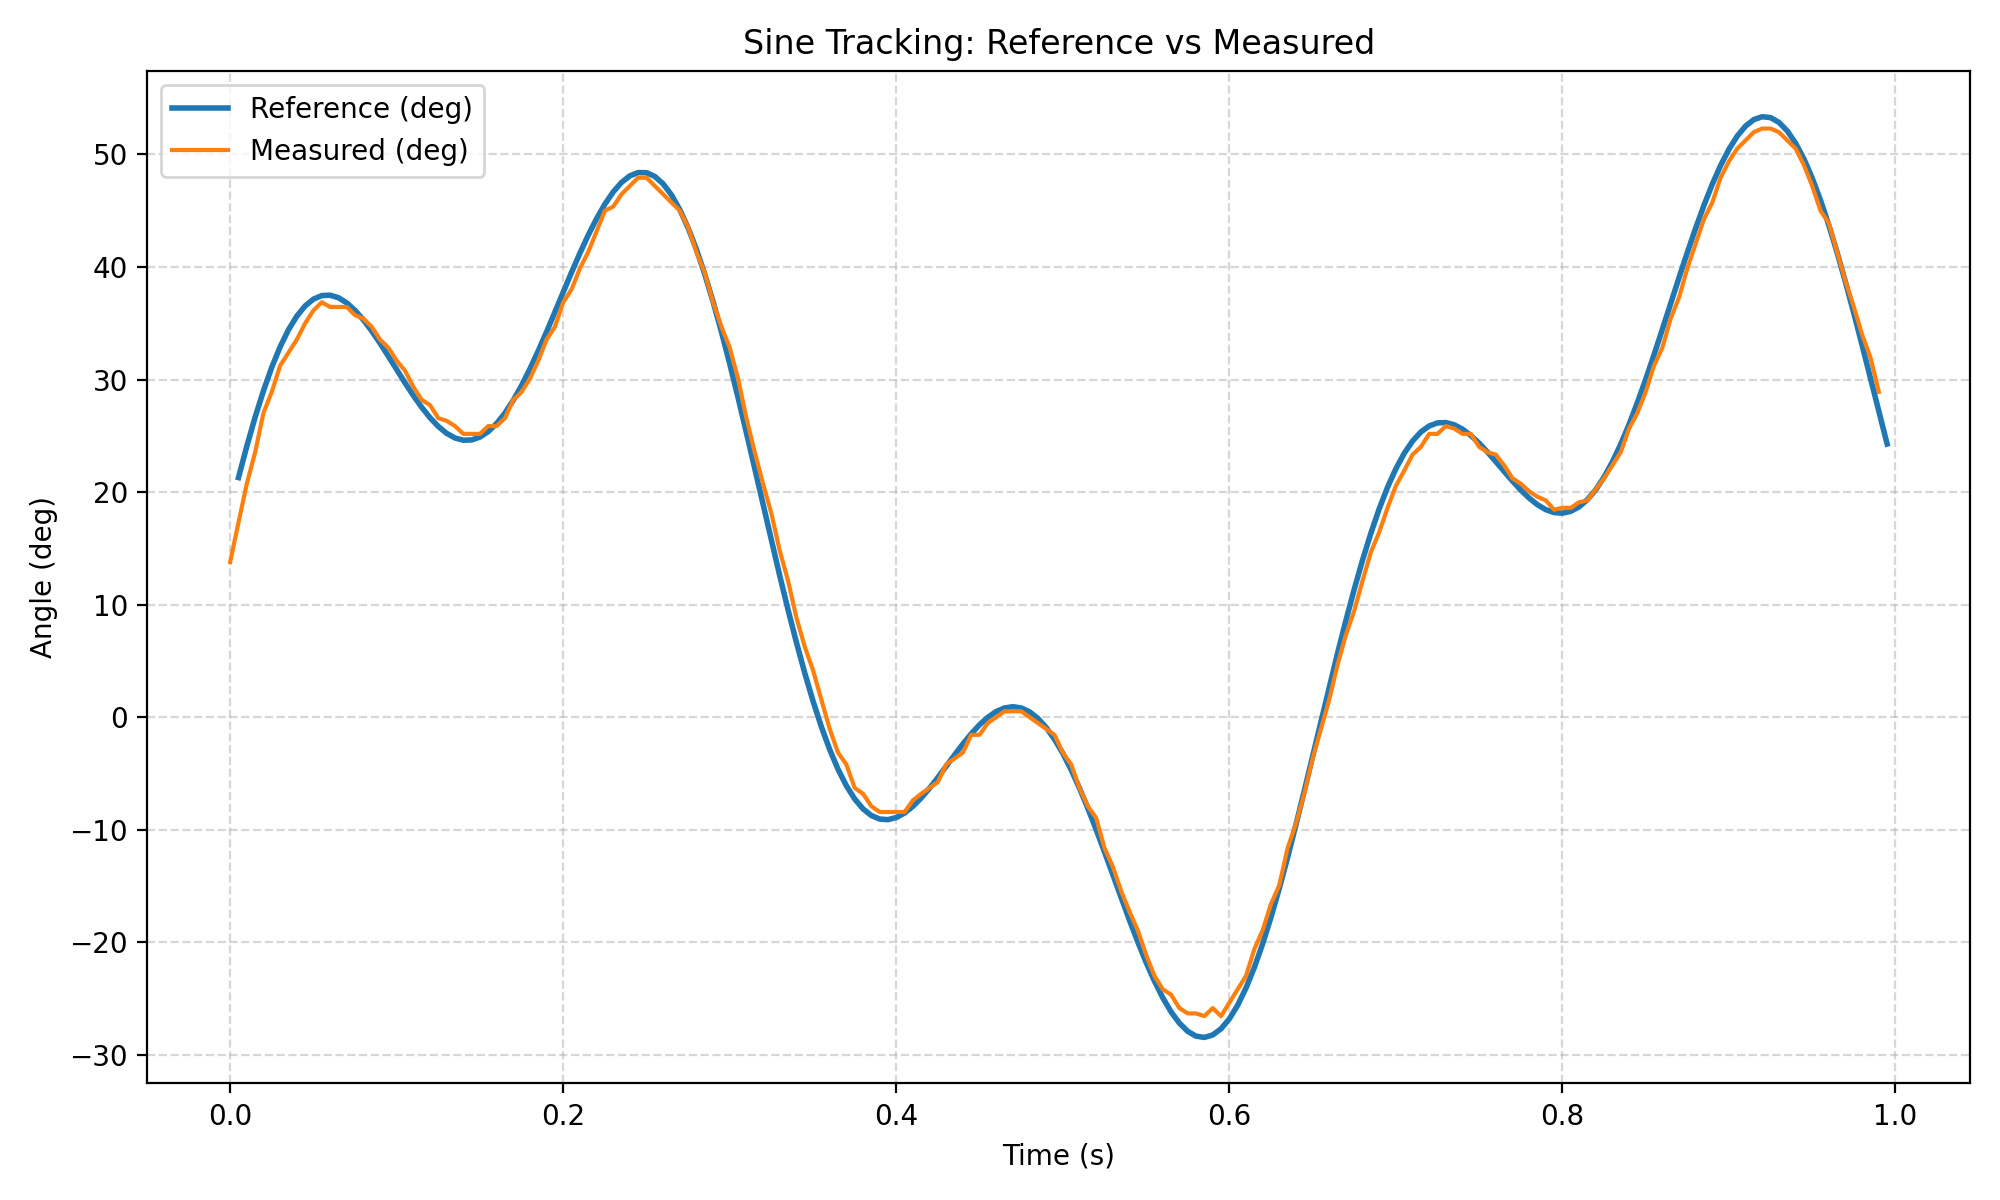 Sine Tracking: Reference vs Measured
Reference (deg)
Measured (deg)
Angle (deg)
50
40
30
20
10
0
−10
−20
−30
0.0 0.2 0.4 0.6 0.8 1.0
Time (s)